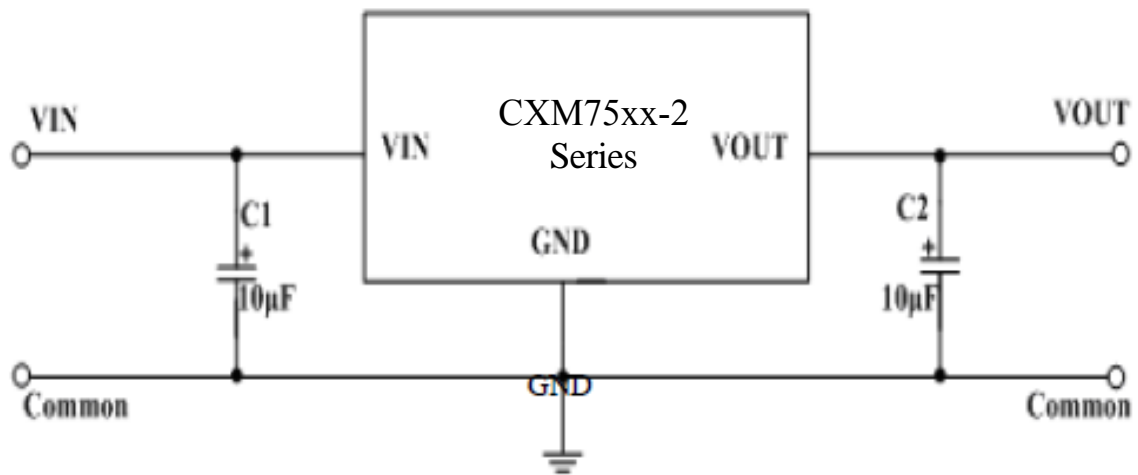 VIN
CXM75xx-2
Series
VIN
VOUT
GND
VOUT
C1
+
10μF
C2
+
10μF
GND
Common
Common